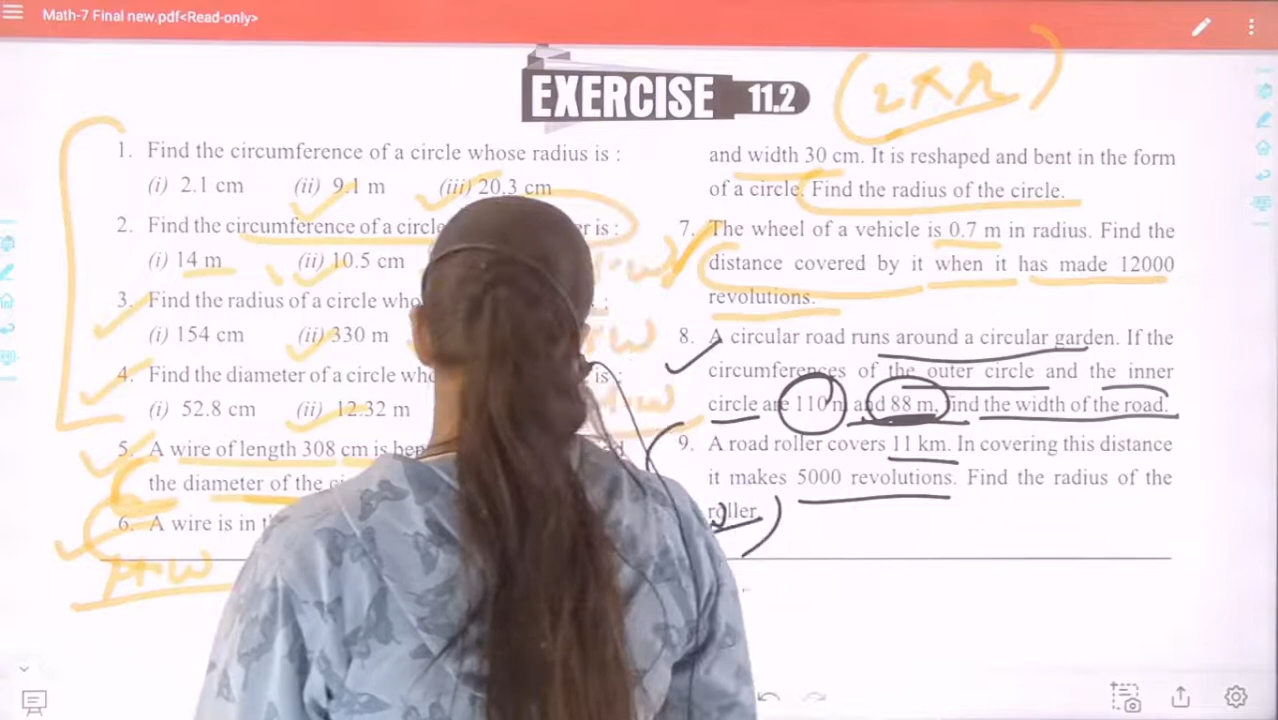 Math-7 Final new.pdf<Read-only>
EXERCISE 11.2
(2πr)
1. Find the circumference of a circle whose radius is :
(i) 2.1 cm (ii) 9.1 m (iii) 20.3 cm
2. Find the circumference of a circle is :
(i) 14 m (ii) 10.5 cm
3. Find the radius of a circle :
(i) 154 cm (ii) 330 m
4. Find the diameter of a circle is :
(i) 52.8 cm (ii) 12.32 m
5. A wire of length 308 cm is
the diameter of the
6. A wire is in
H·W
and width 30 cm. It is reshaped and bent in the form
of a circle. Find the radius of the circle.
7. The wheel of a vehicle is 0.7 m in radius. Find the
distance covered by it when it has made 12000
revolutions.
8. A circular road runs around a circular garden. If the
circumferences of the outer circle and the inner
circle are 110 m and 88 m, find the width of the road.
9. A road roller covers 11 km. In covering this distance
it makes 5000 revolutions. Find the radius of the
roller.